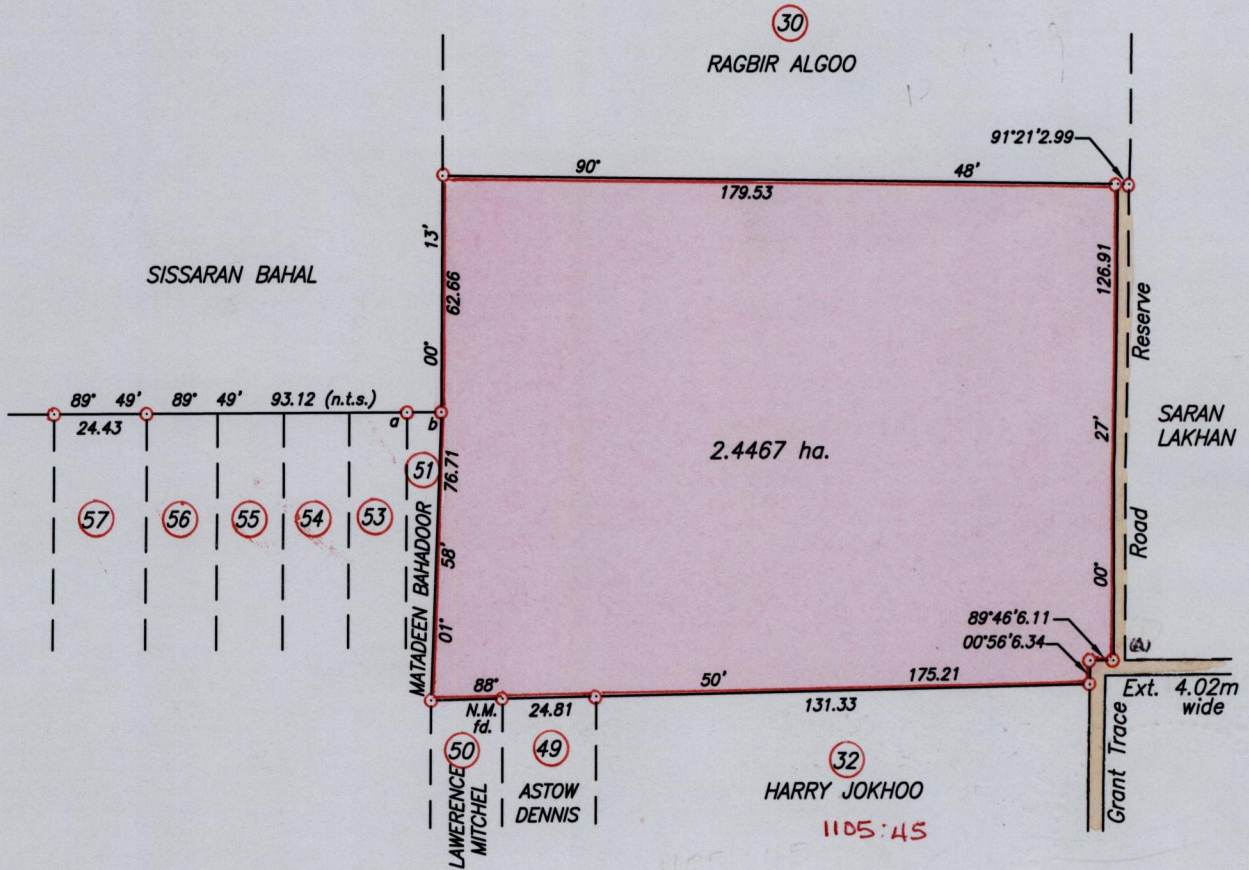 30
RAGBIR ALGOO
91°21'2.99
90° 48'
179.53
SISSARAN BAHAL
00° 13'
62.66
126.91
Reserve
89° 49' 89° 49' 93.12 (n.t.s.)
24.43
a b
SARAN
LAKHAN
2.4467 ha.
00° 27'
51
76.71
57 56 55 54 53
MATADEEN BAHADOOR
01° 58'
Road
89°46'6.11
00°56'6.34
(A)
88° 50' 175.21
N.M.
fd.
24.81
131.33
Ext. 4.02m
wide
Grant Trace
50
LAWERENCE
MITCHEL
49
ASTOW
DENNIS
32
HARRY JOKHOO
1105:45